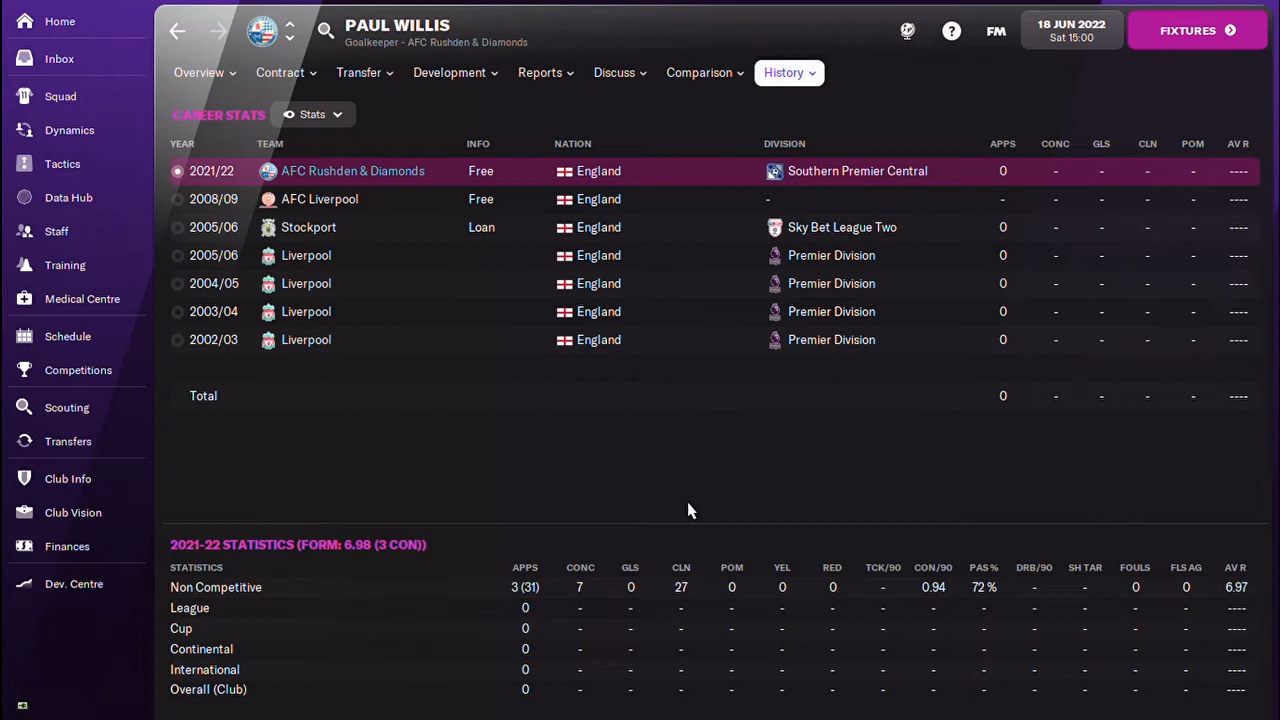 Home
Inbox
Squad
Dynamics
Tactics
Data Hub
Staff
Training
Medical Centre
Schedule
Competitions
Scouting
Transfers
Club Info
Club Vision
Finances
Dev. Centre
PAUL WILLIS
Goalkeeper - AFC Rushden & Diamonds
? FM 18 JUN 2022 Sat 15:00 FIXTURES
Overview Contract Transfer Development Reports Discuss Comparison History
CAREER STATS Stats
YEAR TEAM INFO NATION DIVISION APPS CONC GLS CLN POM AV R
2021/22 AFC Rushden & Diamonds Free England Southern Premier Central 0 - - - - ----
2008/09 AFC Liverpool Free England - - - - - - ----
2005/06 Stockport Loan England Sky Bet League Two 0 - - - - ----
2005/06 Liverpool England Premier Division 0 - - - - ----
2004/05 Liverpool England Premier Division 0 - - - - ----
2003/04 Liverpool England Premier Division 0 - - - - ----
2002/03 Liverpool England Premier Division 0 - - - - ----
Total 0 - - - - ----
2021-22 STATISTICS (FORM: 6.98 (3 CON))
STATISTICS APPS CONC GLS CLN POM YEL RED TCK/90 CON/90 PAS % DRB/90 SH TAR FOULS FLS AG AV R
Non Competitive 3 (31) 7 0 27 0 0 0 - 0.94 72 % - - 0 0 6.97
League 0 - - - - - - - - - - - - - ----
Cup 0 - - - - - - - - - - - - - ----
Continental 0 - - - - - - - - - - - - - ----
International 0 - - - - - - - - - - - - - ----
Overall (Club) 0 - - - - - - - - - - - - - ----